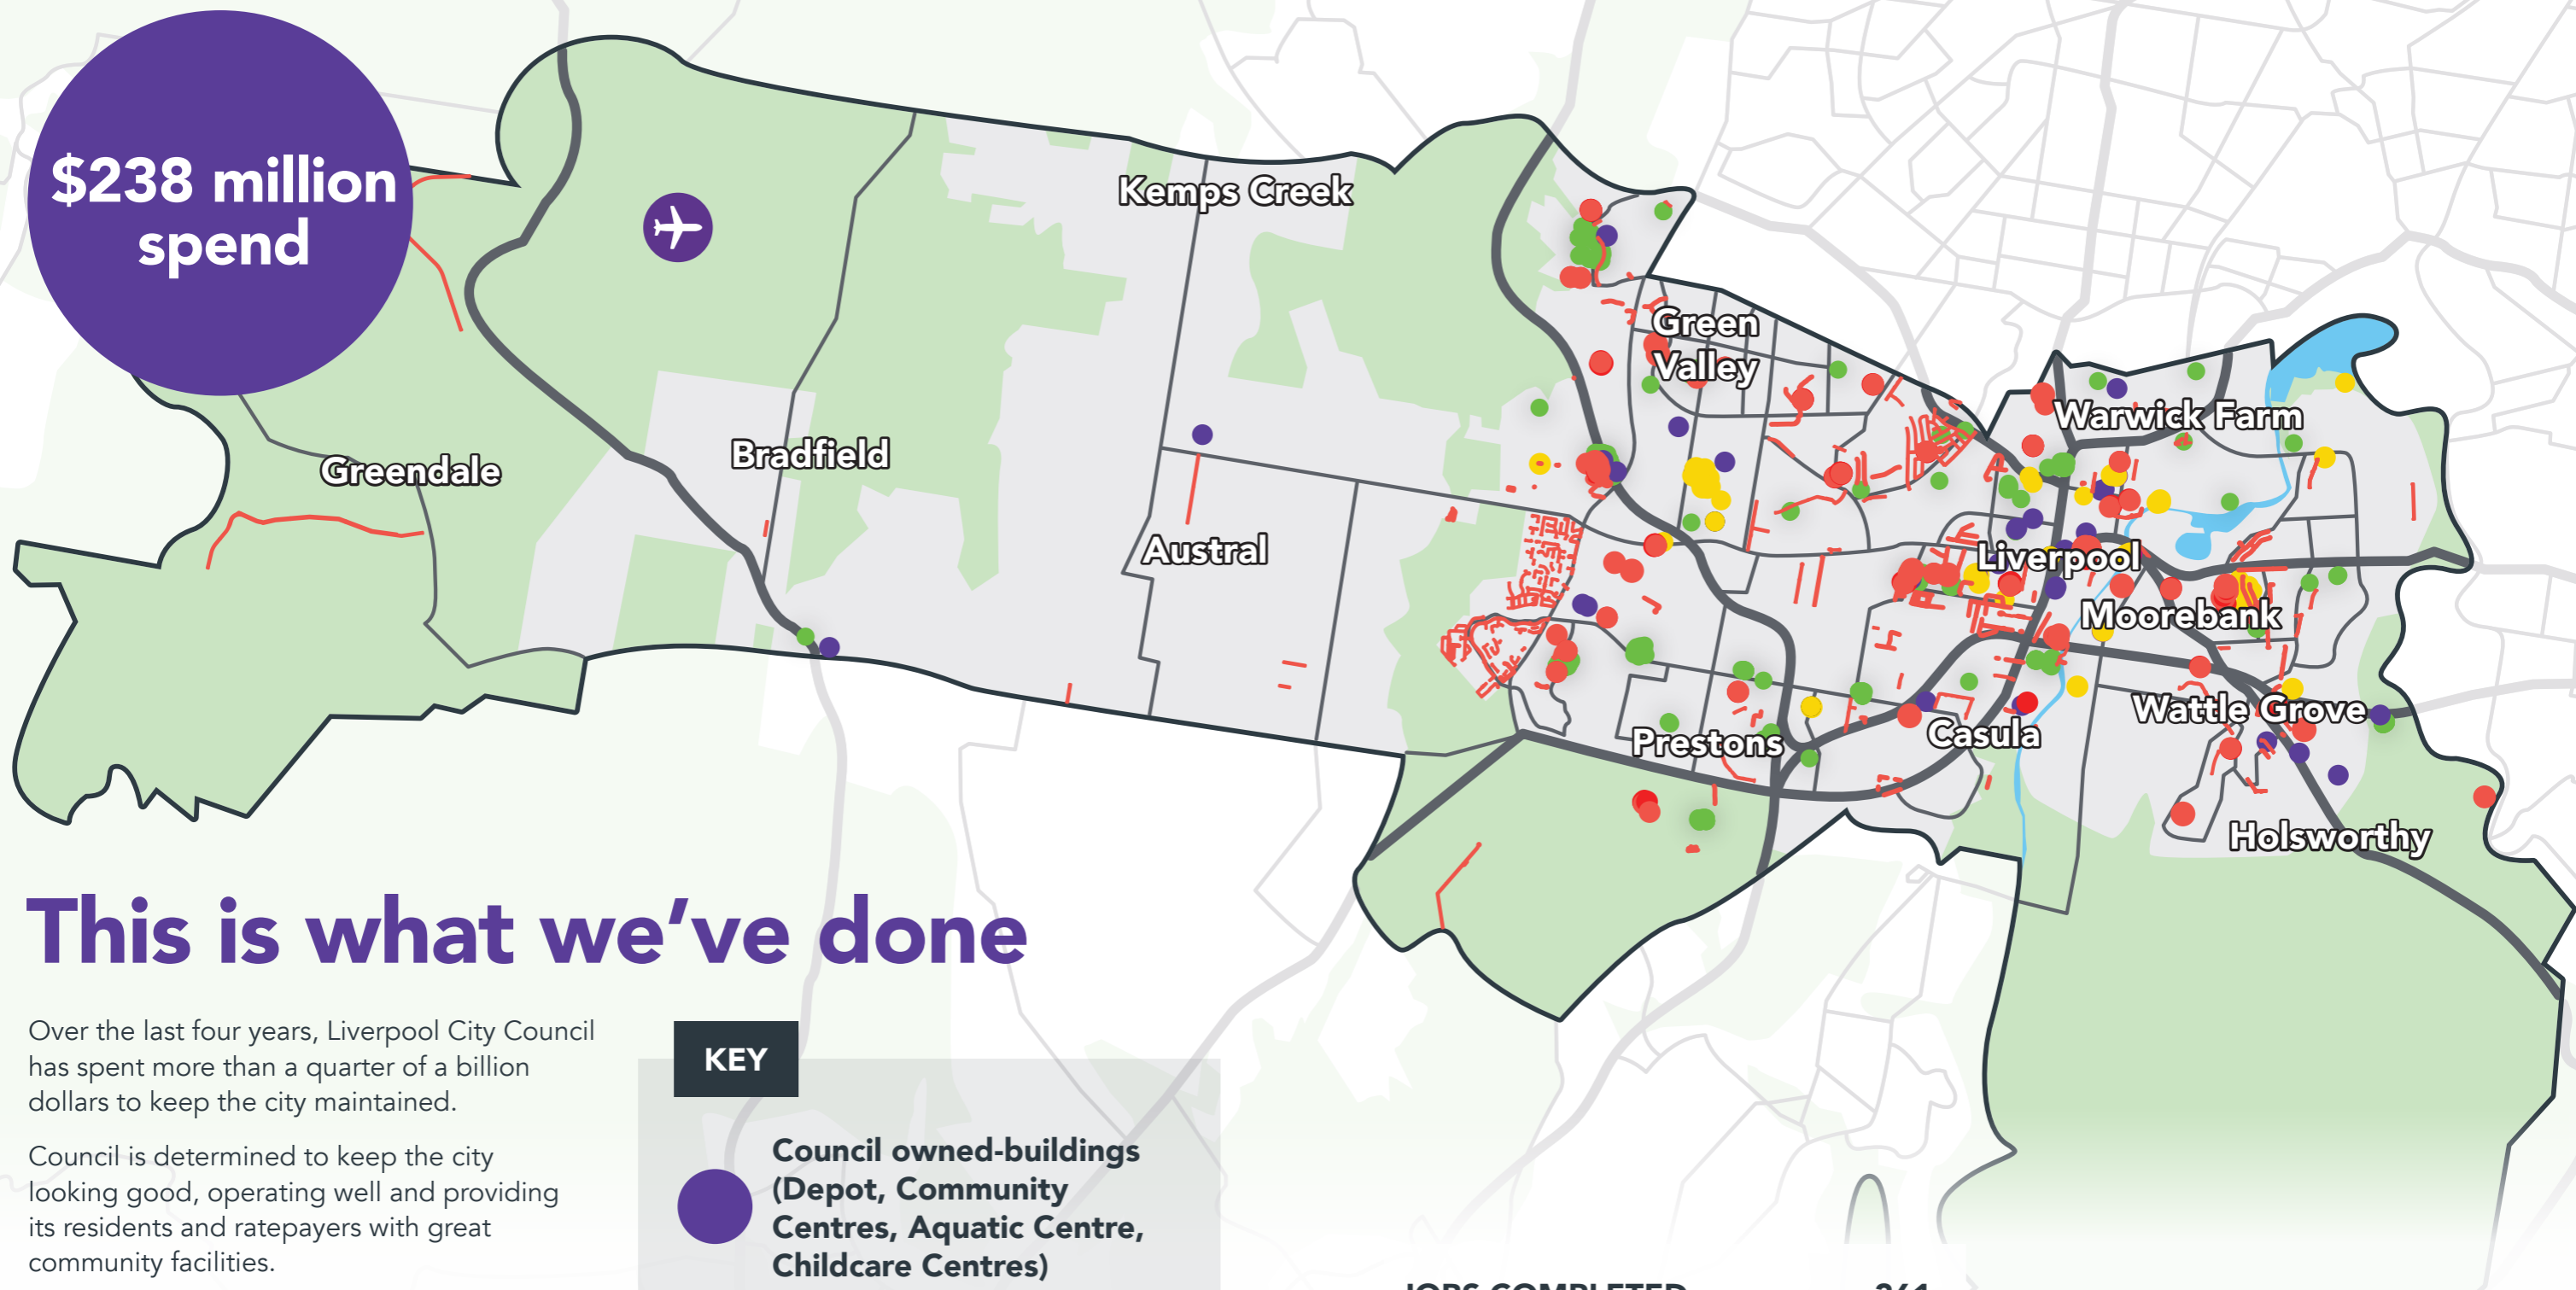 $238 million
spend
Kemps Creek
Green
Valley
Warwick Farm
Bradfield
Greendale
Austral
Liverpool
Moorebank
Wattle Grove
Prestons
Casula
Holsworthy
This is what we’ve done
Over the last four years, Liverpool City Council
has spent more than a quarter of a billion
dollars to keep the city maintained.
Council is determined to keep the city
looking good, operating well and providing
its residents and ratepayers with great
community facilities.
KEY
Council owned-buildings
(Depot, Community
Centres, Aquatic Centre,
Childcare Centres)
JOBS COMPLETED